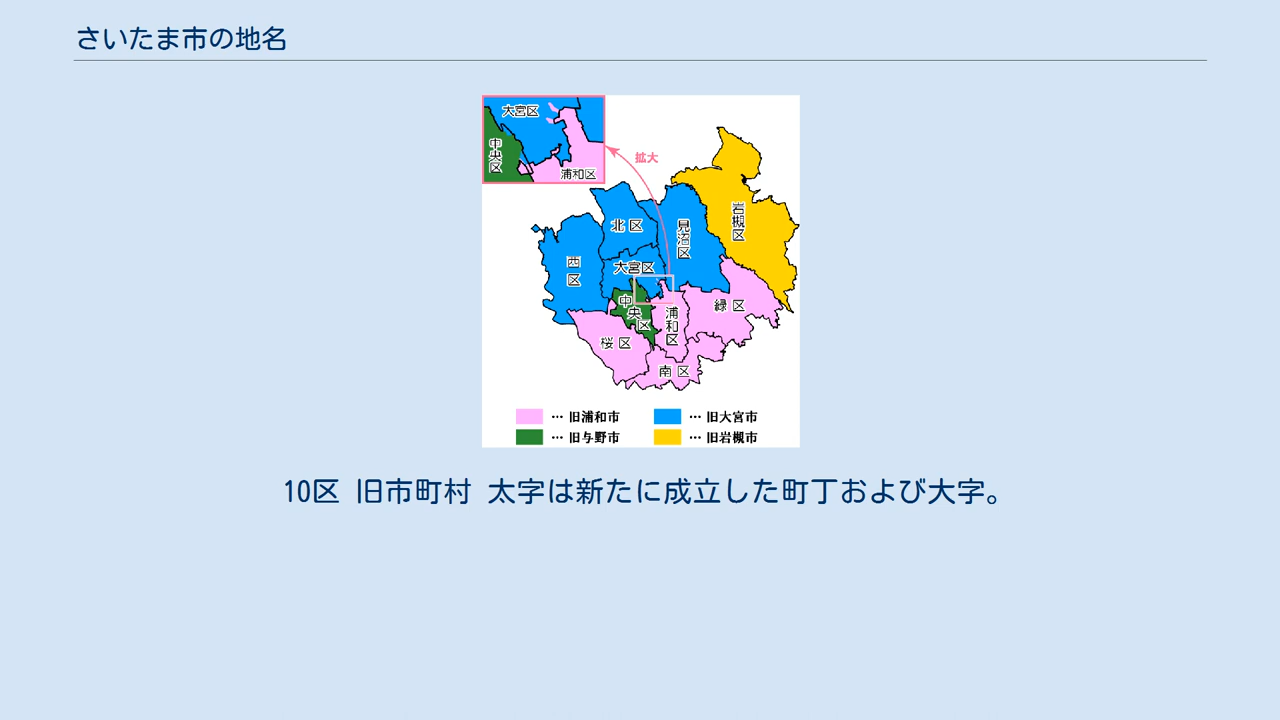 さいたま市の地名
大宮区
中央区
浦和区
拡大
岩槻区
北区
見沼区
西区
大宮区
中央区
浦和区
緑区
桜区
南区
… 旧浦和市
… 旧大宮市
… 旧与野市
… 旧岩槻市
10区 旧市町村 太字は新たに成立した町丁および大字。